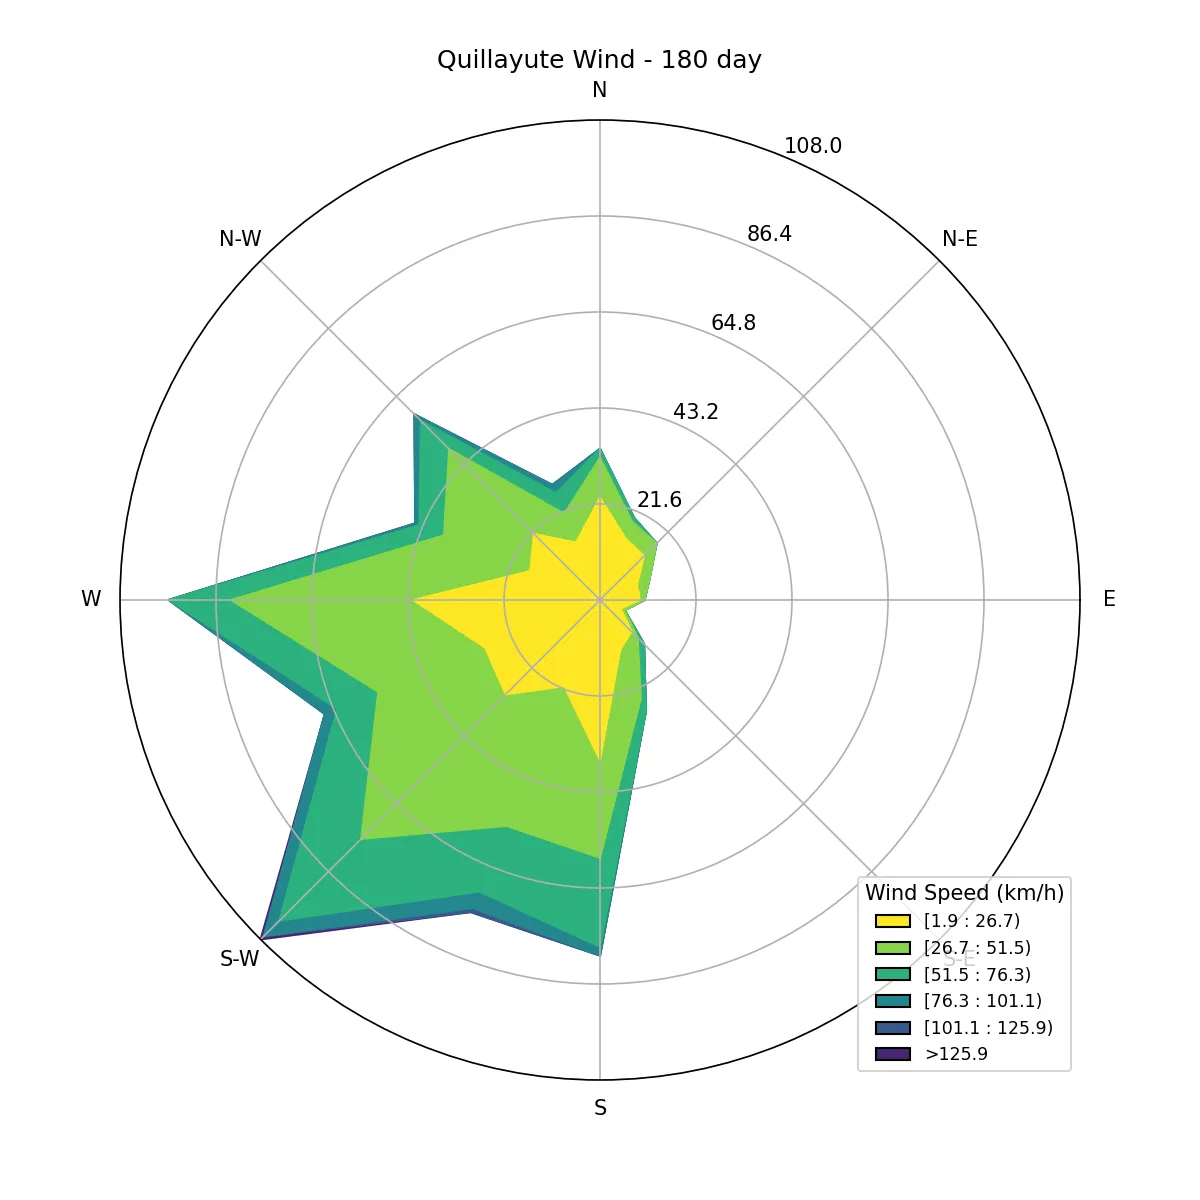 Quillayute Wind - 180 day
N
108.0
N-W
86.4
N-E
64.8
43.2
21.6
W
E
S-W
S-E
S
Wind Speed (km/h)
[1.9 : 26.7)
[26.7 : 51.5)
[51.5 : 76.3)
[76.3 : 101.1)
[101.1 : 125.9)
>125.9